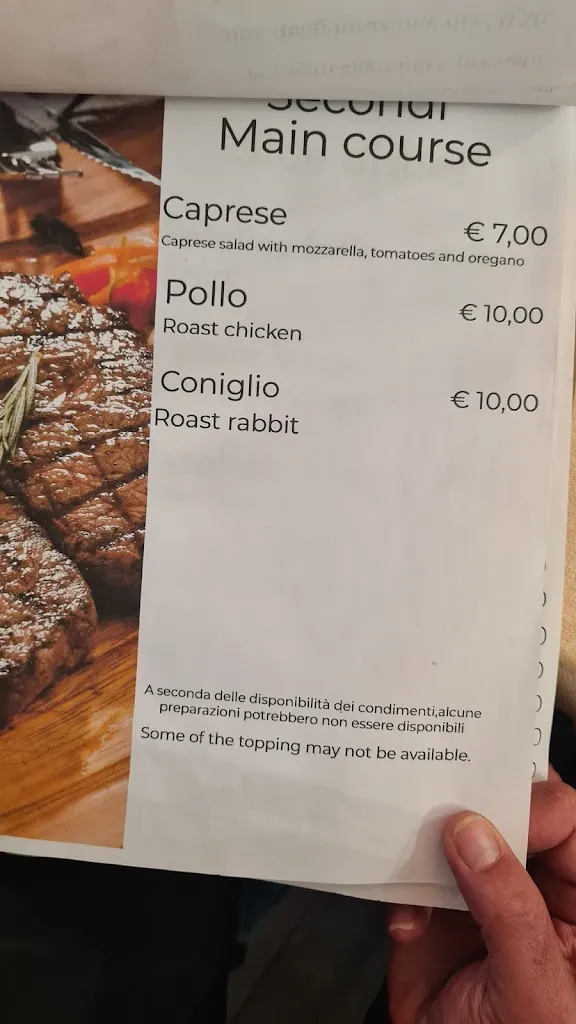 Secondi
Main course
Caprese € 7,00
Caprese salad with mozzarella, tomatoes and oregano
Pollo € 10,00
Roast chicken
Coniglio € 10,00
Roast rabbit
A seconda delle disponibilità dei condimenti,alcune
preparazioni potrebbero non essere disponibili
Some of the topping may not be available.